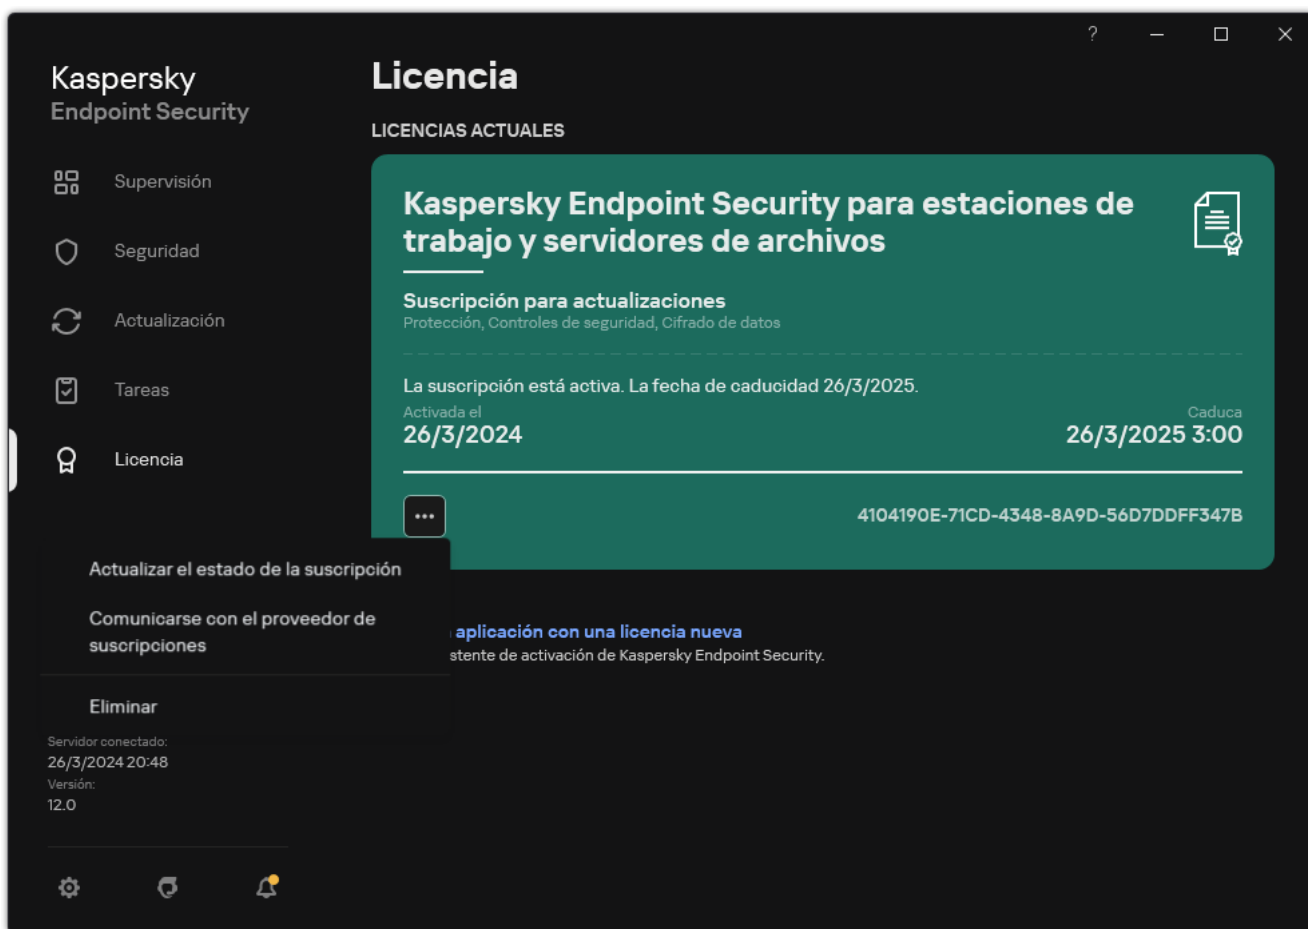 Kaspersky
Endpoint Security
Supervisión
Seguridad
Actualización
Tareas
Licencia
Licencia
LICENCIAS ACTUALES
Kaspersky Endpoint Security para estaciones de
trabajo y servidores de archivos
Suscripción para actualizaciones
Protección, Controles de seguridad, Cifrado de datos
La suscripción está activa. La fecha de caducidad 26/3/2025.
Activada el
Caduca
26/3/2024
26/3/2025 3:00
4104190E-71CD-4348-8A9D-56D7DDFF347B
Actualizar el estado de la suscripción
Comunicarse con el proveedor de
suscripciones
Eliminar
aplicación con una licencia nueva
stente de activación de Kaspersky Endpoint Security.
Servidor conectado:
26/3/2024 20:48
Versión:
12.0